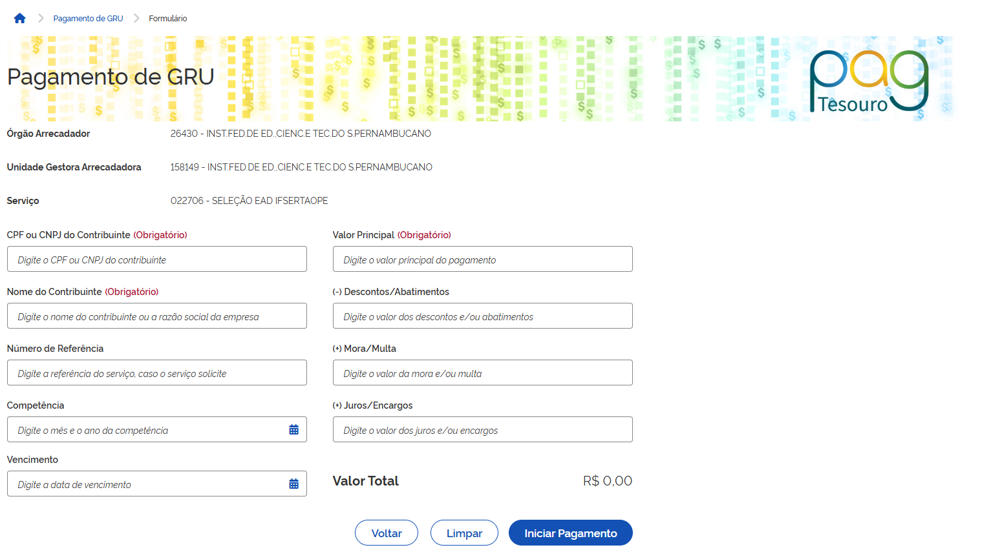 Pagamento de GRU
Formulário
Pagamento de GRU
pag
Tesouro
Órgão Arrecadador
26430 - INST.FED.DE ED.,CIENC.E TEC.DO S.PERNAMBUCANO
Unidade Gestora Arrecadadora
158149 - INST.FED.DE ED.,CIENC.E TEC.DO S.PERNAMBUCANO
Serviço
022706 - SELEÇÃO EAD IFSERTAOPE
CPF ou CNPJ do Contribuinte (Obrigatório)
Digite o CPF ou CNPJ do contribuinte
Nome do Contribuinte (Obrigatório)
Digite o nome do contribuinte ou a razão social da empresa
Número de Referência
Digite a referência do serviço, caso o serviço solicite
Competência
Digite o mês e o ano da competência
Vencimento
Digite a data de vencimento
Valor Principal (Obrigatório)
Digite o valor principal do pagamento
(-) Descontos/Abatimentos
Digite o valor dos descontos e/ou abatimentos
(+) Mora/Multa
Digite o valor da mora e/ou multa
(+) Juros/Encargos
Digite o valor dos juros e/ou encargos
Valor Total
R$ 0,00
Voltar
Limpar
Iniciar Pagamento